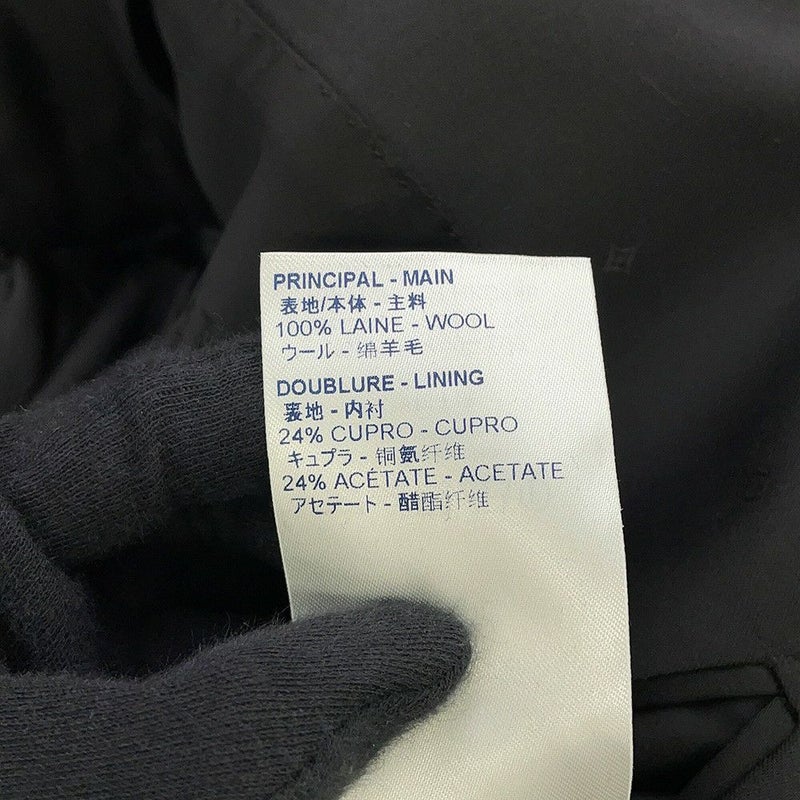 PRINCIPAL - MAIN
表地/本体 - 主料
100% LAINE - WOOL
ウール - 绵羊毛
DOUBLURE - LINING
裏地 - 内衬
24% CUPRO - CUPRO
キュプラ - 铜氨纤维
24% ACÉTATE - ACETATE
アセテート - 醋酯纤维